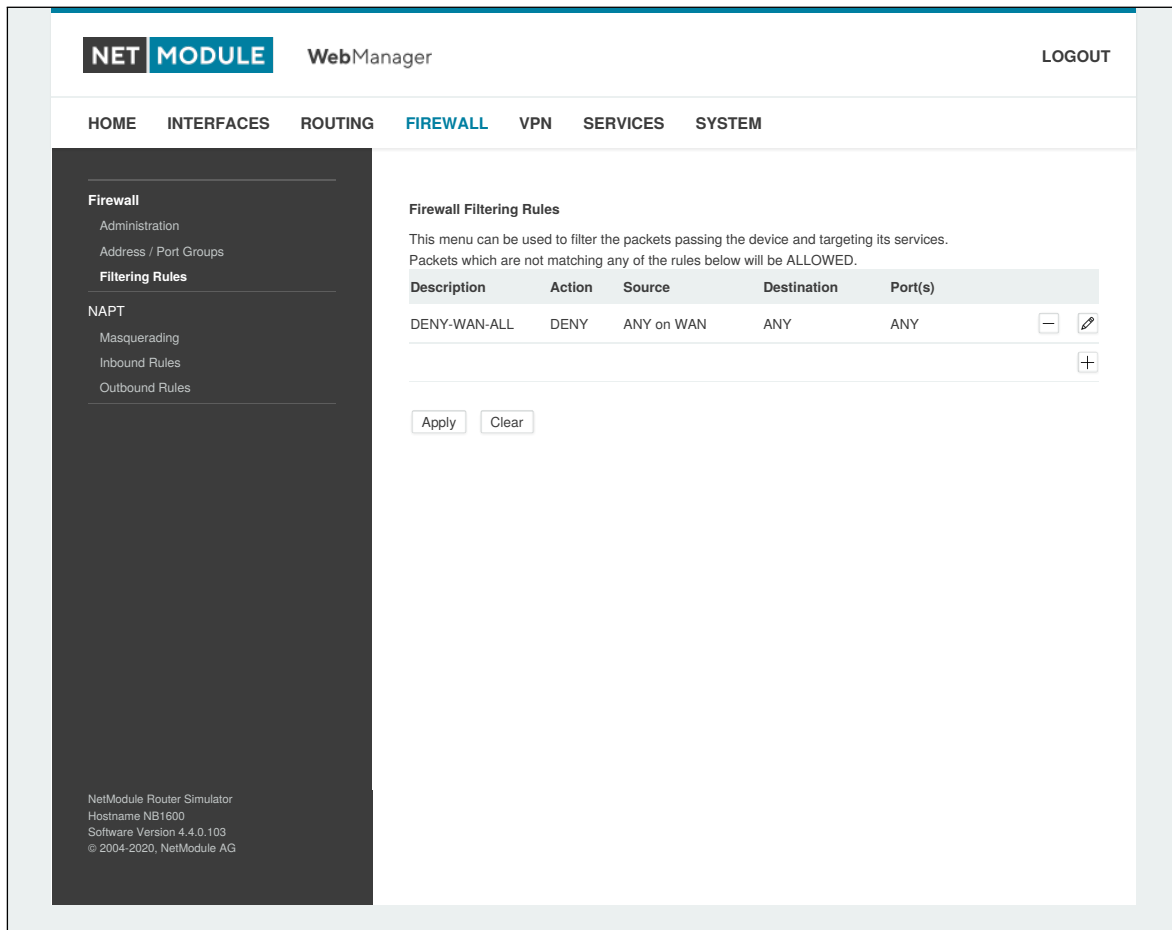 NET MODULE WebManager LOGOUT
HOME INTERFACES ROUTING FIREWALL VPN SERVICES SYSTEM
Firewall
Administration
Address / Port Groups
Filtering Rules
NAPT
Masquerading
Inbound Rules
Outbound Rules
Firewall Filtering Rules
This menu can be used to filter the packets passing the device and targeting its services.
Packets which are not matching any of the rules below will be ALLOWED.
Description Action Source Destination Port(s)
DENY-WAN-ALL DENY ANY on WAN ANY ANY
Apply Clear
NetModule Router Simulator
Hostname NB1600
Software Version 4.4.0.103
© 2004-2020, NetModule AG